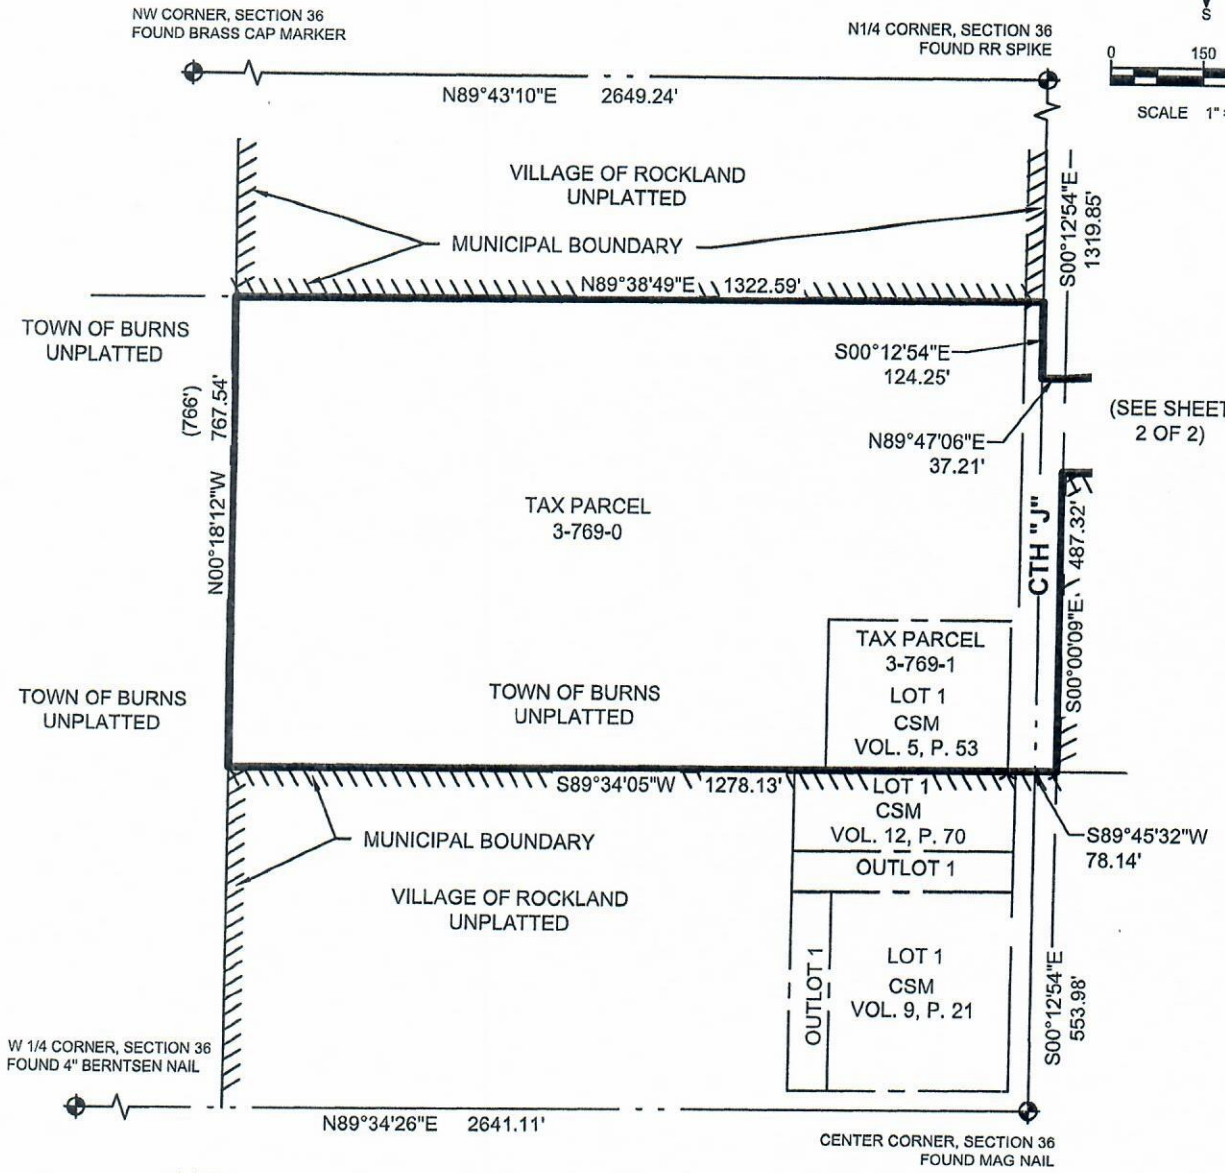 NW CORNER, SECTION 36
FOUND BRASS CAP MARKER
N1/4 CORNER, SECTION 36
FOUND RR SPIKE
S
0 150
SCALE 1"
N89°43'10"E 2649.24'
VILLAGE OF ROCKLAND
UNPLATTED
S00°12'54"E
1319.85'
MUNICIPAL BOUNDARY
N89°38'49"E 1322.59'
TOWN OF BURNS
UNPLATTED
S00°12'54"E
124.25'
(766')
767.54'
N00°18'12"W
(SEE SHEET
2 OF 2)
N89°47'06"E
37.21'
TAX PARCEL
3-769-0
CTH "J"
S00°00'09"E 487.32'
TAX PARCEL
3-769-1
LOT 1
CSM
VOL. 5, P. 53
TOWN OF BURNS
UNPLATTED
TOWN OF BURNS
UNPLATTED
S89°34'05"W 1278.13'
LOT 1
CSM
VOL. 12, P. 70
OUTLOT 1
S89°45'32"W
78.14'
MUNICIPAL BOUNDARY
VILLAGE OF ROCKLAND
UNPLATTED
OUTLOT 1
LOT 1
CSM
VOL. 9, P. 21
S00°12'54"E
553.98'
W 1/4 CORNER, SECTION 36
FOUND 4" BERNTSEN NAIL
N89°34'26"E 2641.11'
CENTER CORNER, SECTION 36
FOUND MAG NAIL